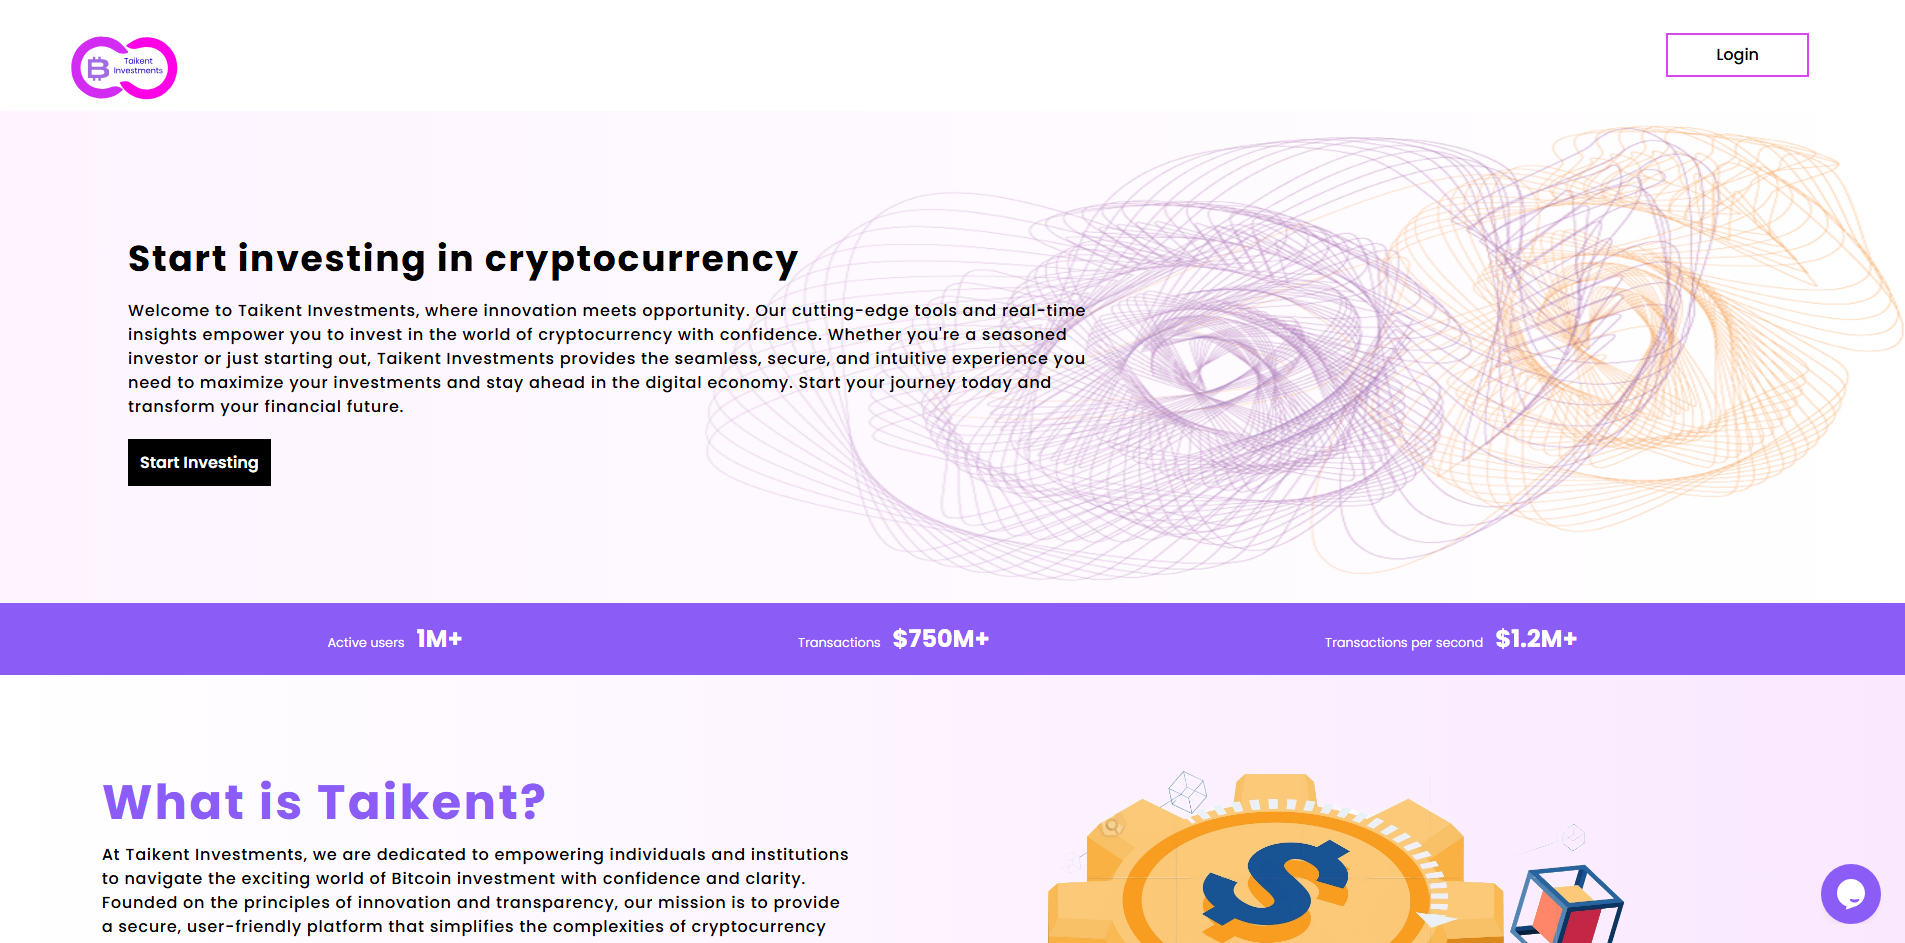 Taikent
Investments
Login
Start investing in cryptocurrency
Welcome to Taikent Investments, where innovation meets opportunity. Our cutting-edge tools and real-time
insights empower you to invest in the world of cryptocurrency with confidence. Whether you're a seasoned
investor or just starting out, Taikent Investments provides the seamless, secure, and intuitive experience you
need to maximize your investments and stay ahead in the digital economy. Start your journey today and
transform your financial future.
Start Investing
Active users 1M+
Transactions $750M+
Transactions per second $1.2M+
What is Taikent?
At Taikent Investments, we are dedicated to empowering individuals and institutions
to navigate the exciting world of Bitcoin investment with confidence and clarity.
Founded on the principles of innovation and transparency, our mission is to provide
a secure, user-friendly platform that simplifies the complexities of cryptocurrency